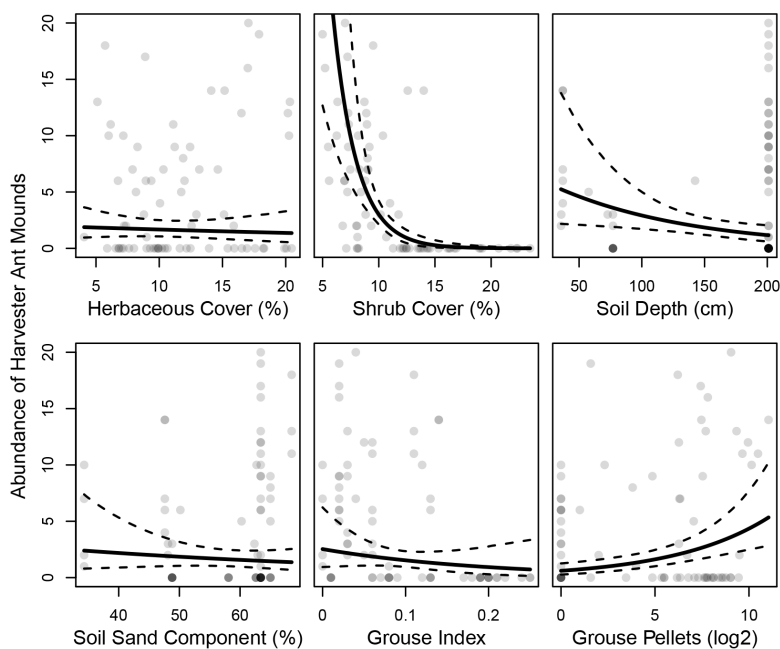 Abundance of Harvester Ant Mounds
0 5 10 15 20
5 10 15 20
Herbaceous Cover (%)
5 10 15 20
Shrub Cover (%)
50 100 150 200
Soil Depth (cm)
0 5 10 15 20
40 50 60
Soil Sand Component (%)
0 0.1 0.2
Grouse Index
0 5 10
Grouse Pellets (log2)